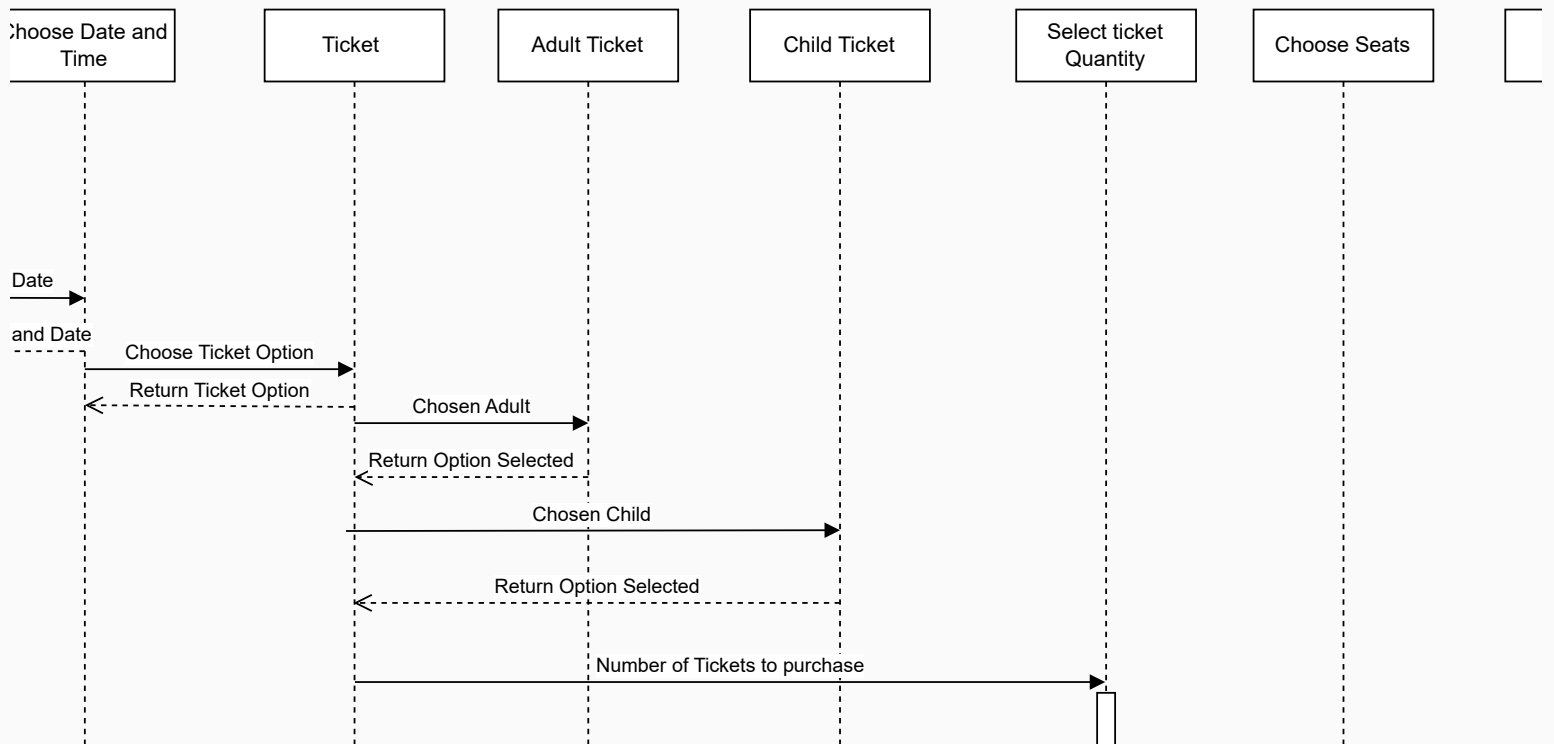 Choose Date and
Time
Ticket
Adult Ticket
Child Ticket
Select ticket
Quantity
Choose Seats
Date
and Date
Choose Ticket Option
Return Ticket Option
Chosen Adult
Return Option Selected
Chosen Child
Return Option Selected
Number of Tickets to purchase